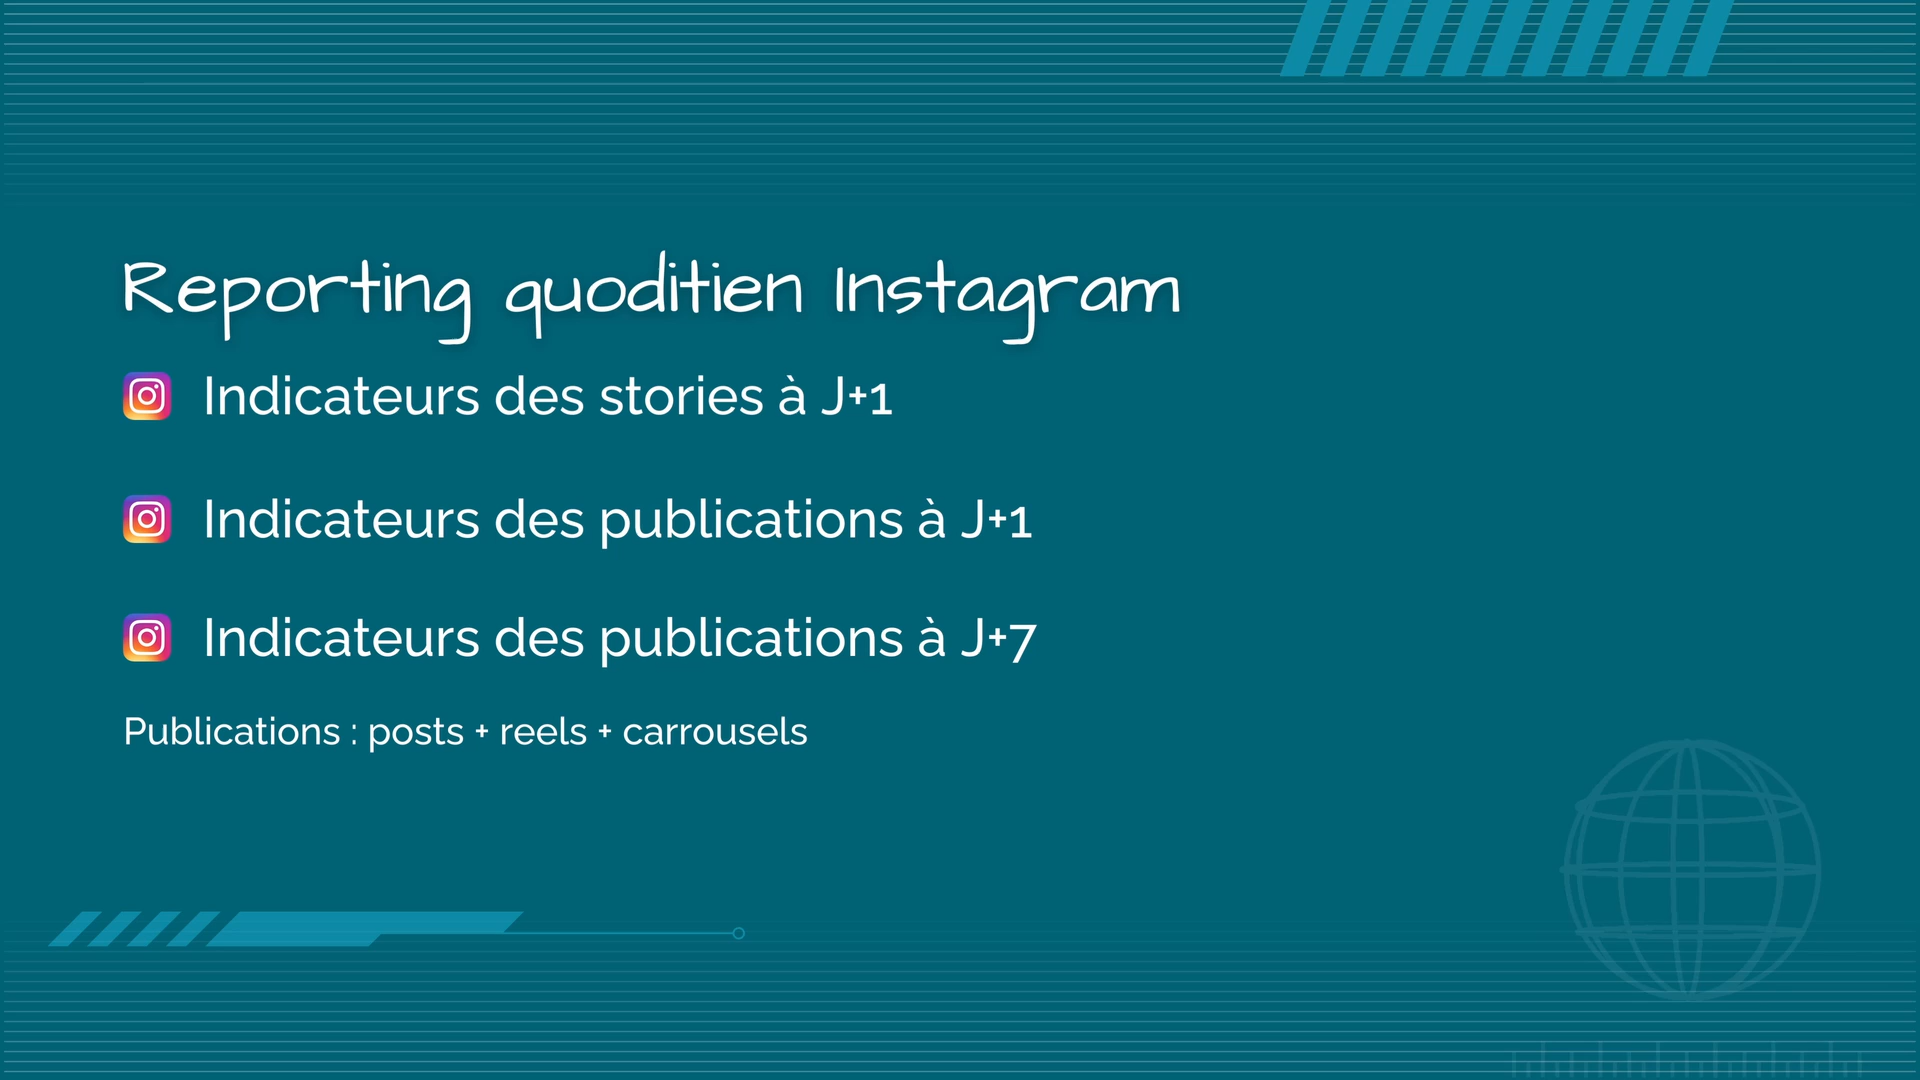 Reporting quoditien Instagram
Indicateurs des stories à J+1
Indicateurs des publications à J+1
Indicateurs des publications à J+7
Publications : posts + reels + carrousels